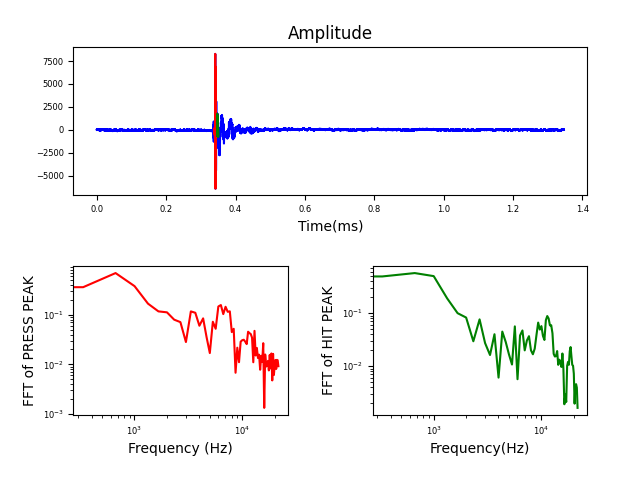 Amplitude
7500
5000
2500
0
−2500
−5000
0.0 0.2 0.4 0.6 0.8 1.0 1.2 1.4
Time(ms)
FFT of PRESS PEAK
10⁻¹
10⁻²
10⁻³
10³ 10⁴
Frequency (Hz)
FFT of HIT PEAK
10⁻¹
10⁻²
10³ 10⁴
Frequency(Hz)